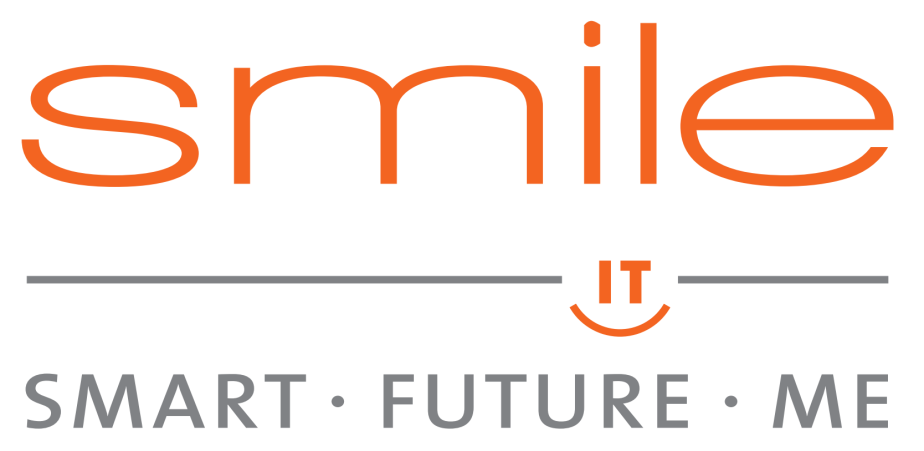 smile
IT
SMART · FUTURE · ME